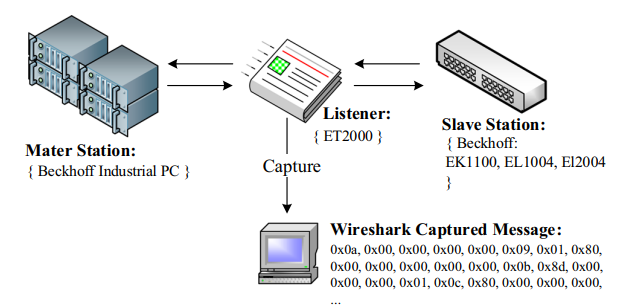 Mater Station:
{ Beckhoff Industrial PC }
Listener:
{ ET2000 }
Capture
Slave Station:
{ Beckhoff:
EK1100, EL1004, El2004
}
Wireshark Captured Message:
0x0a, 0x00, 0x00, 0x00, 0x00, 0x09, 0x01, 0x80,
0x00, 0x00, 0x00, 0x00, 0x00, 0x0b, 0x8d, 0x00,
0x00, 0x00, 0x01, 0x0c, 0x80, 0x00, 0x00, 0x00,
...